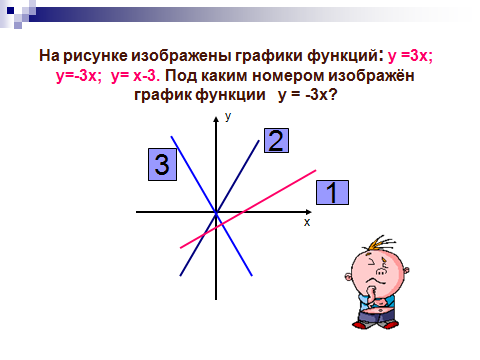 На рисунке изображены графики функций: у =3х;
у=-3х; у= х-3. Под каким номером изображён
график функции у = -3х?
у
2
3
1
х